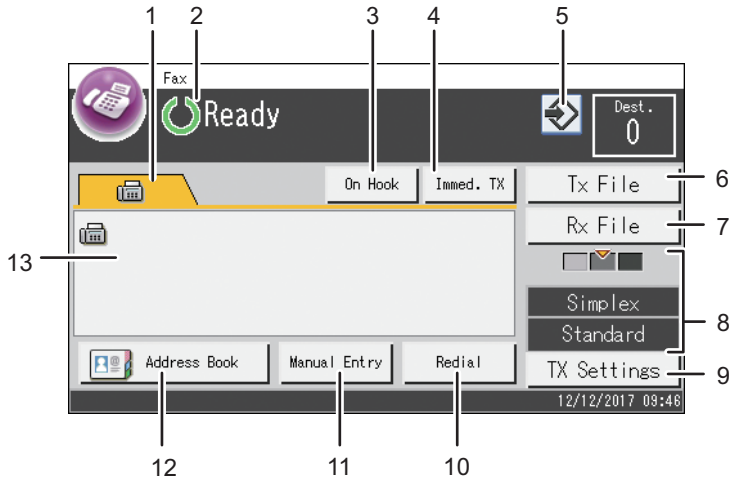 1 2 3 4 5
Fax
Ready
Dest.
0
On Hook Immed. TX Tx File 6
Rx File 7
13
Simplex 8
Standard
Address Book Manual Entry Redial TX Settings 9
12/12/2017 09:46
12 11 10